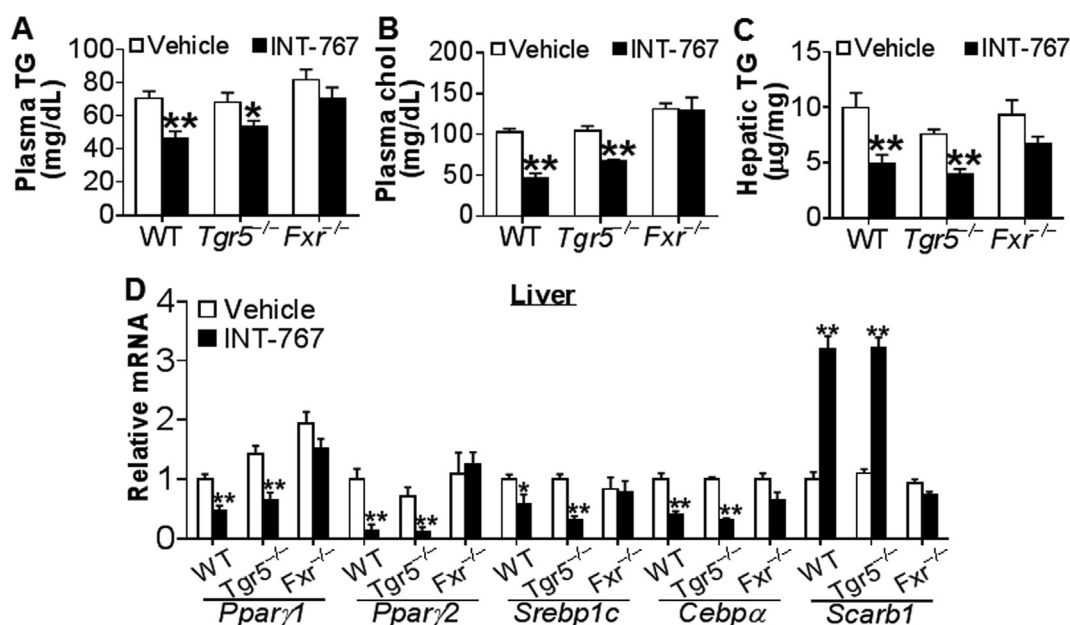 A
Vehicle INT-767
Plasma TG
(mg/dL)
100
80
60
40
20
0
** *
WT Tgr5−/− Fxr−/−
B
Vehicle INT-767
Plasma chol
(mg/dL)
200
150
100
50
0
** **
WT Tgr5−/− Fxr−/−
C
Vehicle INT-767
Hepatic TG
(µg/mg)
15
10
5
0
** **
WT Tgr5−/− Fxr−/−
D
Liver
Vehicle
INT-767
Relative mRNA
4
3
2
1
0
** ** ** ** * ** ** ** ** **
WT Tgr5−/− Fxr−/− WT Tgr5−/− Fxr−/− WT Tgr5−/− Fxr−/− WT Tgr5−/− Fxr−/− WT Tgr5−/− Fxr−/−
Pparγ1 Pparγ2 Srebp1c Cebpα Scarb1